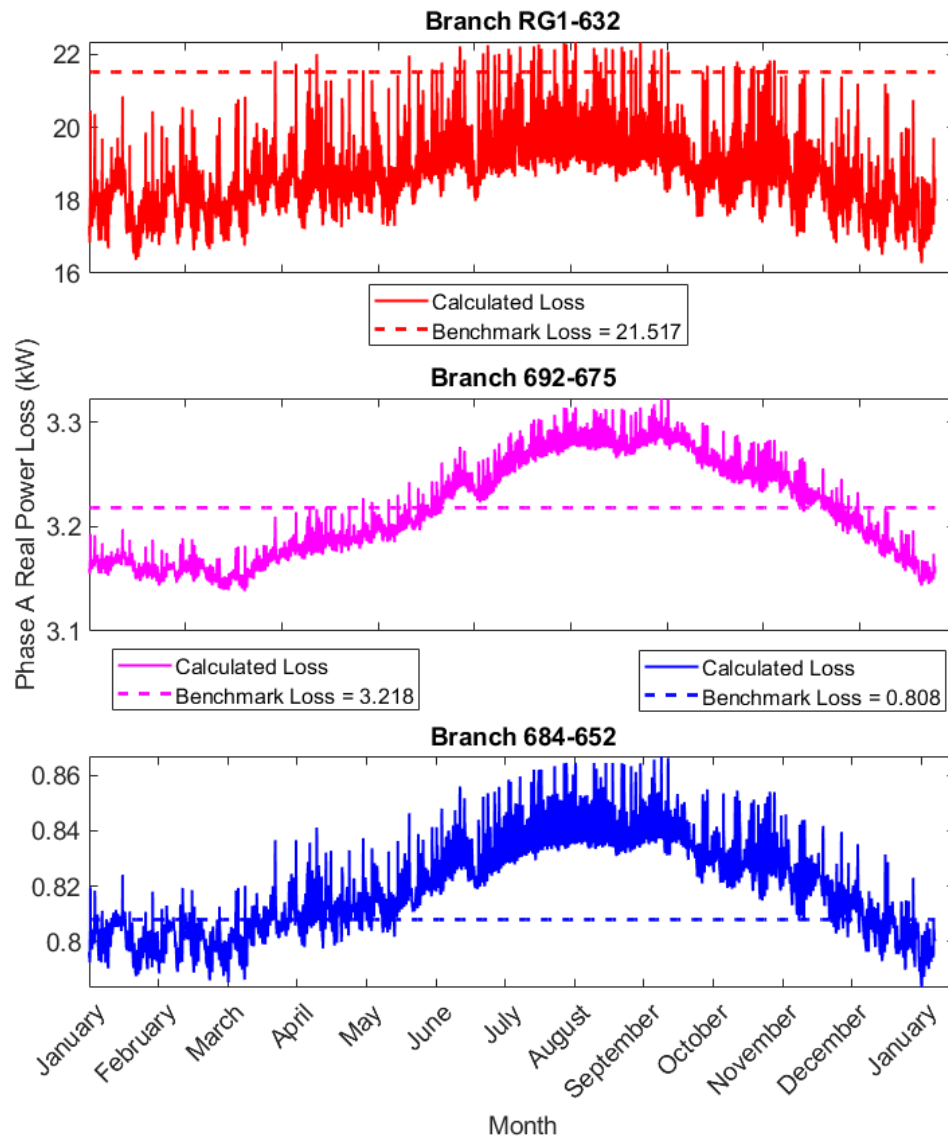 Branch RG1-632
22
20
18
16
Calculated Loss
Benchmark Loss = 21.517
Phase A Real Power Loss (kW)
Branch 692-675
3.3
3.2
3.1
Calculated Loss
Benchmark Loss = 3.218
Calculated Loss
Benchmark Loss = 0.808
Branch 684-652
0.86
0.84
0.82
0.8
January
February
March
April
May
June
July
August
September
October
November
December
January
Month